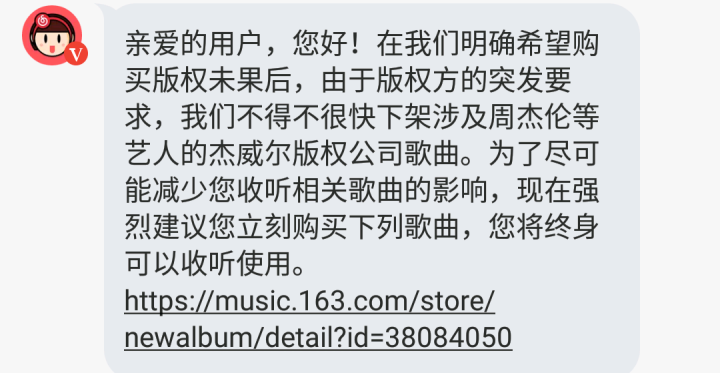 亲爱的用户，您好！在我们明确希望购
买版权未果后，由于版权方的突发要
求，我们不得不很快下架涉及周杰伦等
艺人的杰威尔版权公司歌曲。为了尽可
能减少您收听相关歌曲的影响，现在强
烈建议您立刻购买下列歌曲，您将终身
可以收听使用。
https://music.163.com/store/
newalbum/detail?id=38084050
V